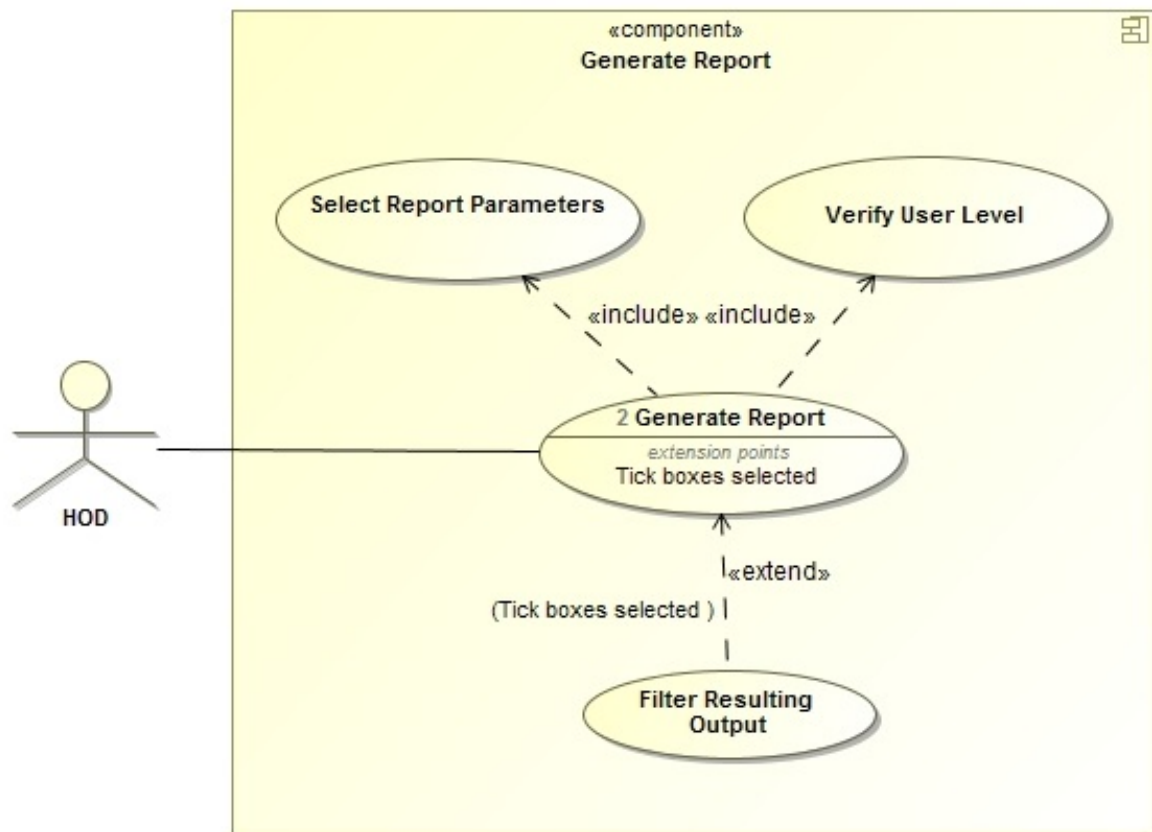 «component»
Generate Report
Select Report Parameters
Verify User Level
«include» «include»
2 Generate Report
extension points
Tick boxes selected
HOD
«extend»
(Tick boxes selected )
Filter Resulting
Output